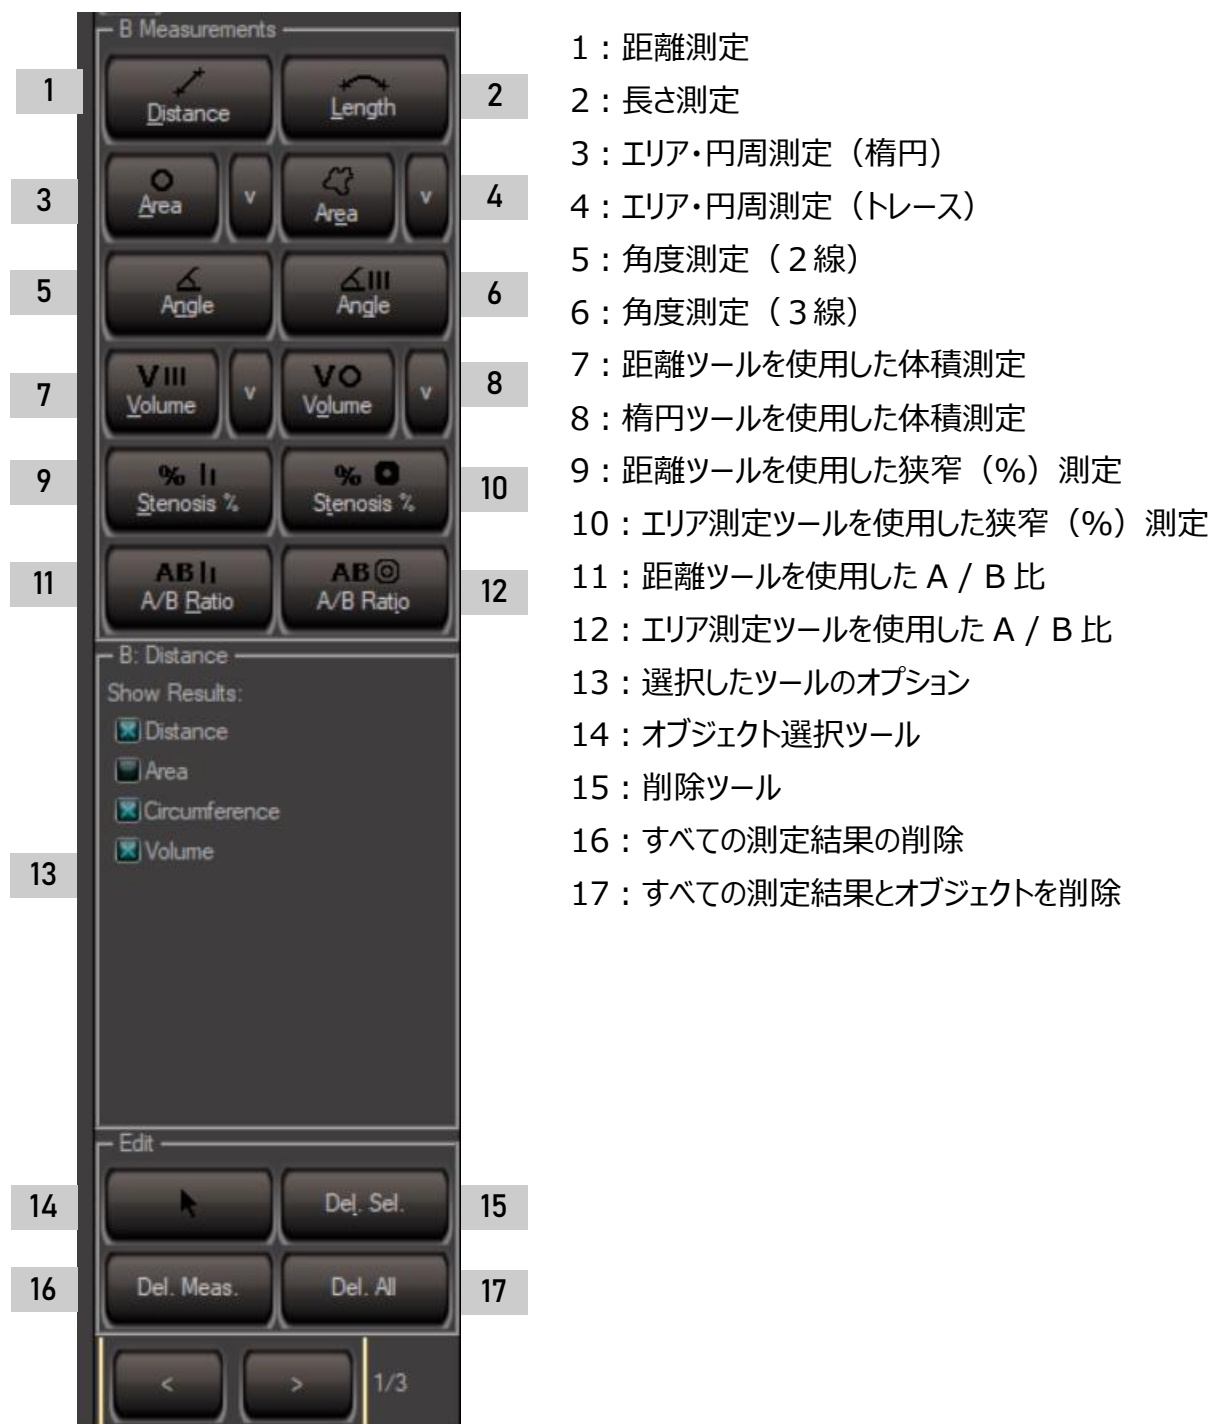 B Measurements
1
Distance
Length
2
3
Area
v
Area
v
4
5
Angle
Angle
6
7
V
Volume
v
V
Volume
v
8
9
%
Stenosis %
%
Stenosis %
10
11
AB
A/B Ratio
AB
A/B Ratio
12
B: Distance
Show Results:
Distance
Area
Circumference
Volume
13
Edit
14
Del. Sel.
15
16
Del. Meas.
Del. All
17
<
>
1/3
1：距離測定
2：長さ測定
3：エリア・円周測定（楕円）
4：エリア・円周測定（トレース）
5：角度測定（２線）
6：角度測定（３線）
7：距離ツールを使用した体積測定
8：楕円ツールを使用した体積測定
9：距離ツールを使用した狭窄（%）測定
10：エリア測定ツールを使用した狭窄（%）測定
11：距離ツールを使用した A / B 比
12：エリア測定ツールを使用した A / B 比
13：選択したツールのオプション
14：オブジェクト選択ツール
15：削除ツール
16：すべての測定結果の削除
17：すべての測定結果とオブジェクトを削除